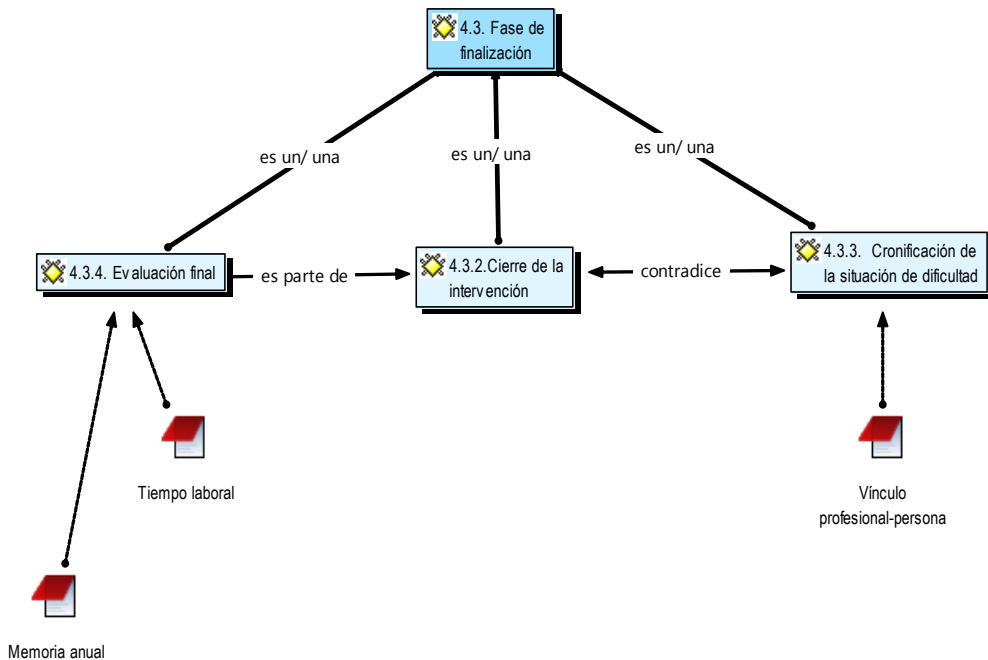 4.3. Fase de
finalización
es un/ una
es un/ una
es un/ una
4.3.4. Evaluación final
es parte de
4.3.2.Cierre de la
intervención
contradice
4.3.3. Cronificación de
la situación de dificultad
Tiempo laboral
Vínculo
profesional-persona
Memoria anual